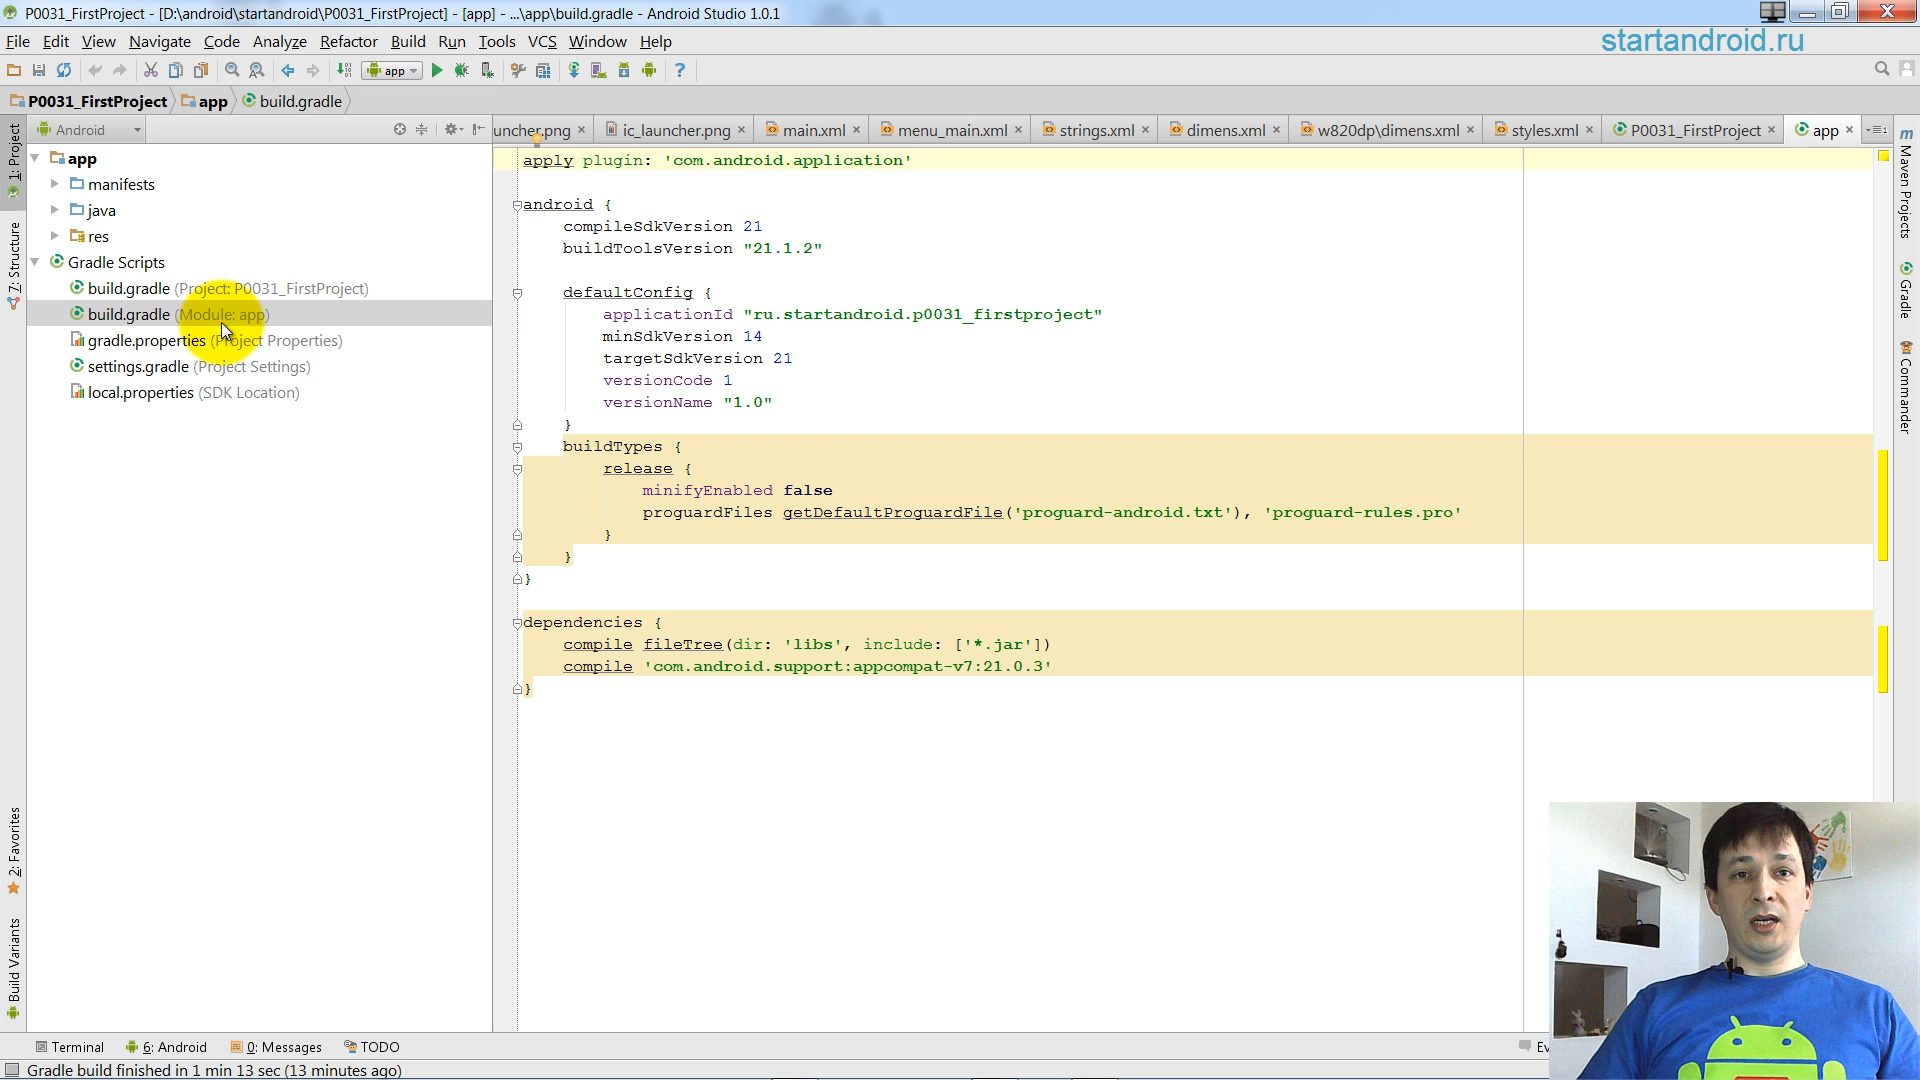 P0031_FirstProject - [D:\android\startandroid\P0031_FirstProject] - [app] - ...\app\build.gradle - Android Studio 1.0.1
File Edit View Navigate Code Analyze Refactor Build Run Tools VCS Window Help
startandroid.ru
app
P0031_FirstProject app build.gradle
Android
uncher.png ic_launcher.png main.xml menu_main.xml strings.xml dimens.xml w820dp\dimens.xml styles.xml P0031_FirstProject app
1: Project
7: Structure
2: Favorites
Build Variants
app
manifests
java
res
Gradle Scripts
build.gradle (Project: P0031_FirstProject)
build.gradle (Module: app)
gradle.properties (Project Properties)
settings.gradle (Project Settings)
local.properties (SDK Location)
apply plugin: 'com.android.application'
android {
compileSdkVersion 21
buildToolsVersion "21.1.2"
defaultConfig {
applicationId "ru.startandroid.p0031_firstproject"
minSdkVersion 14
targetSdkVersion 21
versionCode 1
versionName "1.0"
}
buildTypes {
release {
minifyEnabled false
proguardFiles getDefaultProguardFile('proguard-android.txt'), 'proguard-rules.pro'
}
}
}
dependencies {
compile fileTree(dir: 'libs', include: ['*.jar'])
compile 'com.android.support:appcompat-v7:21.0.3'
}
m Maven Projects
Gradle
Commander
Terminal 6: Android 0: Messages TODO Ev
Gradle build finished in 1 min 13 sec (13 minutes ago)